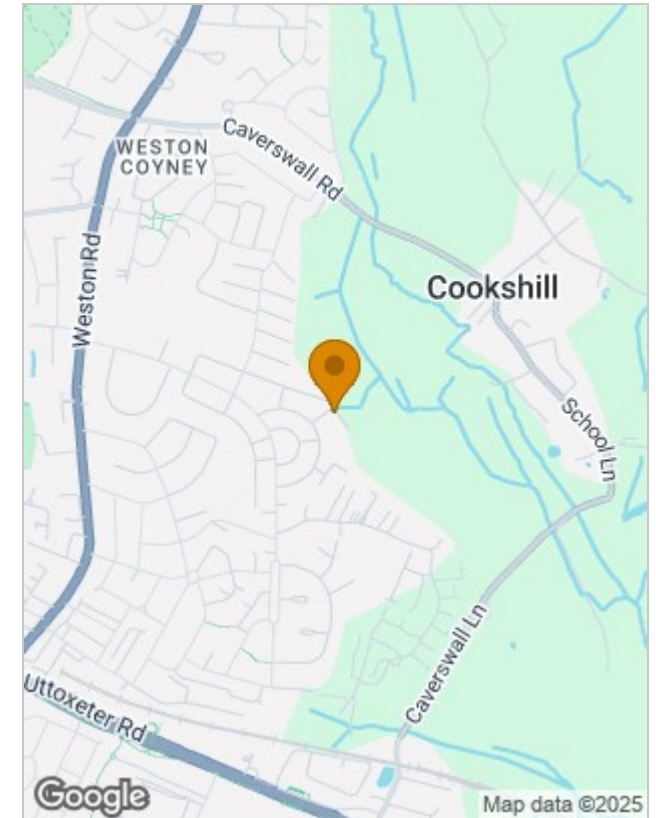 Caverswall Rd
WESTON
COYNEY
Weston Rd
Cookshill
School Ln
Caverswall Ln
Uttoxeter Rd
Google
Map data ©2025